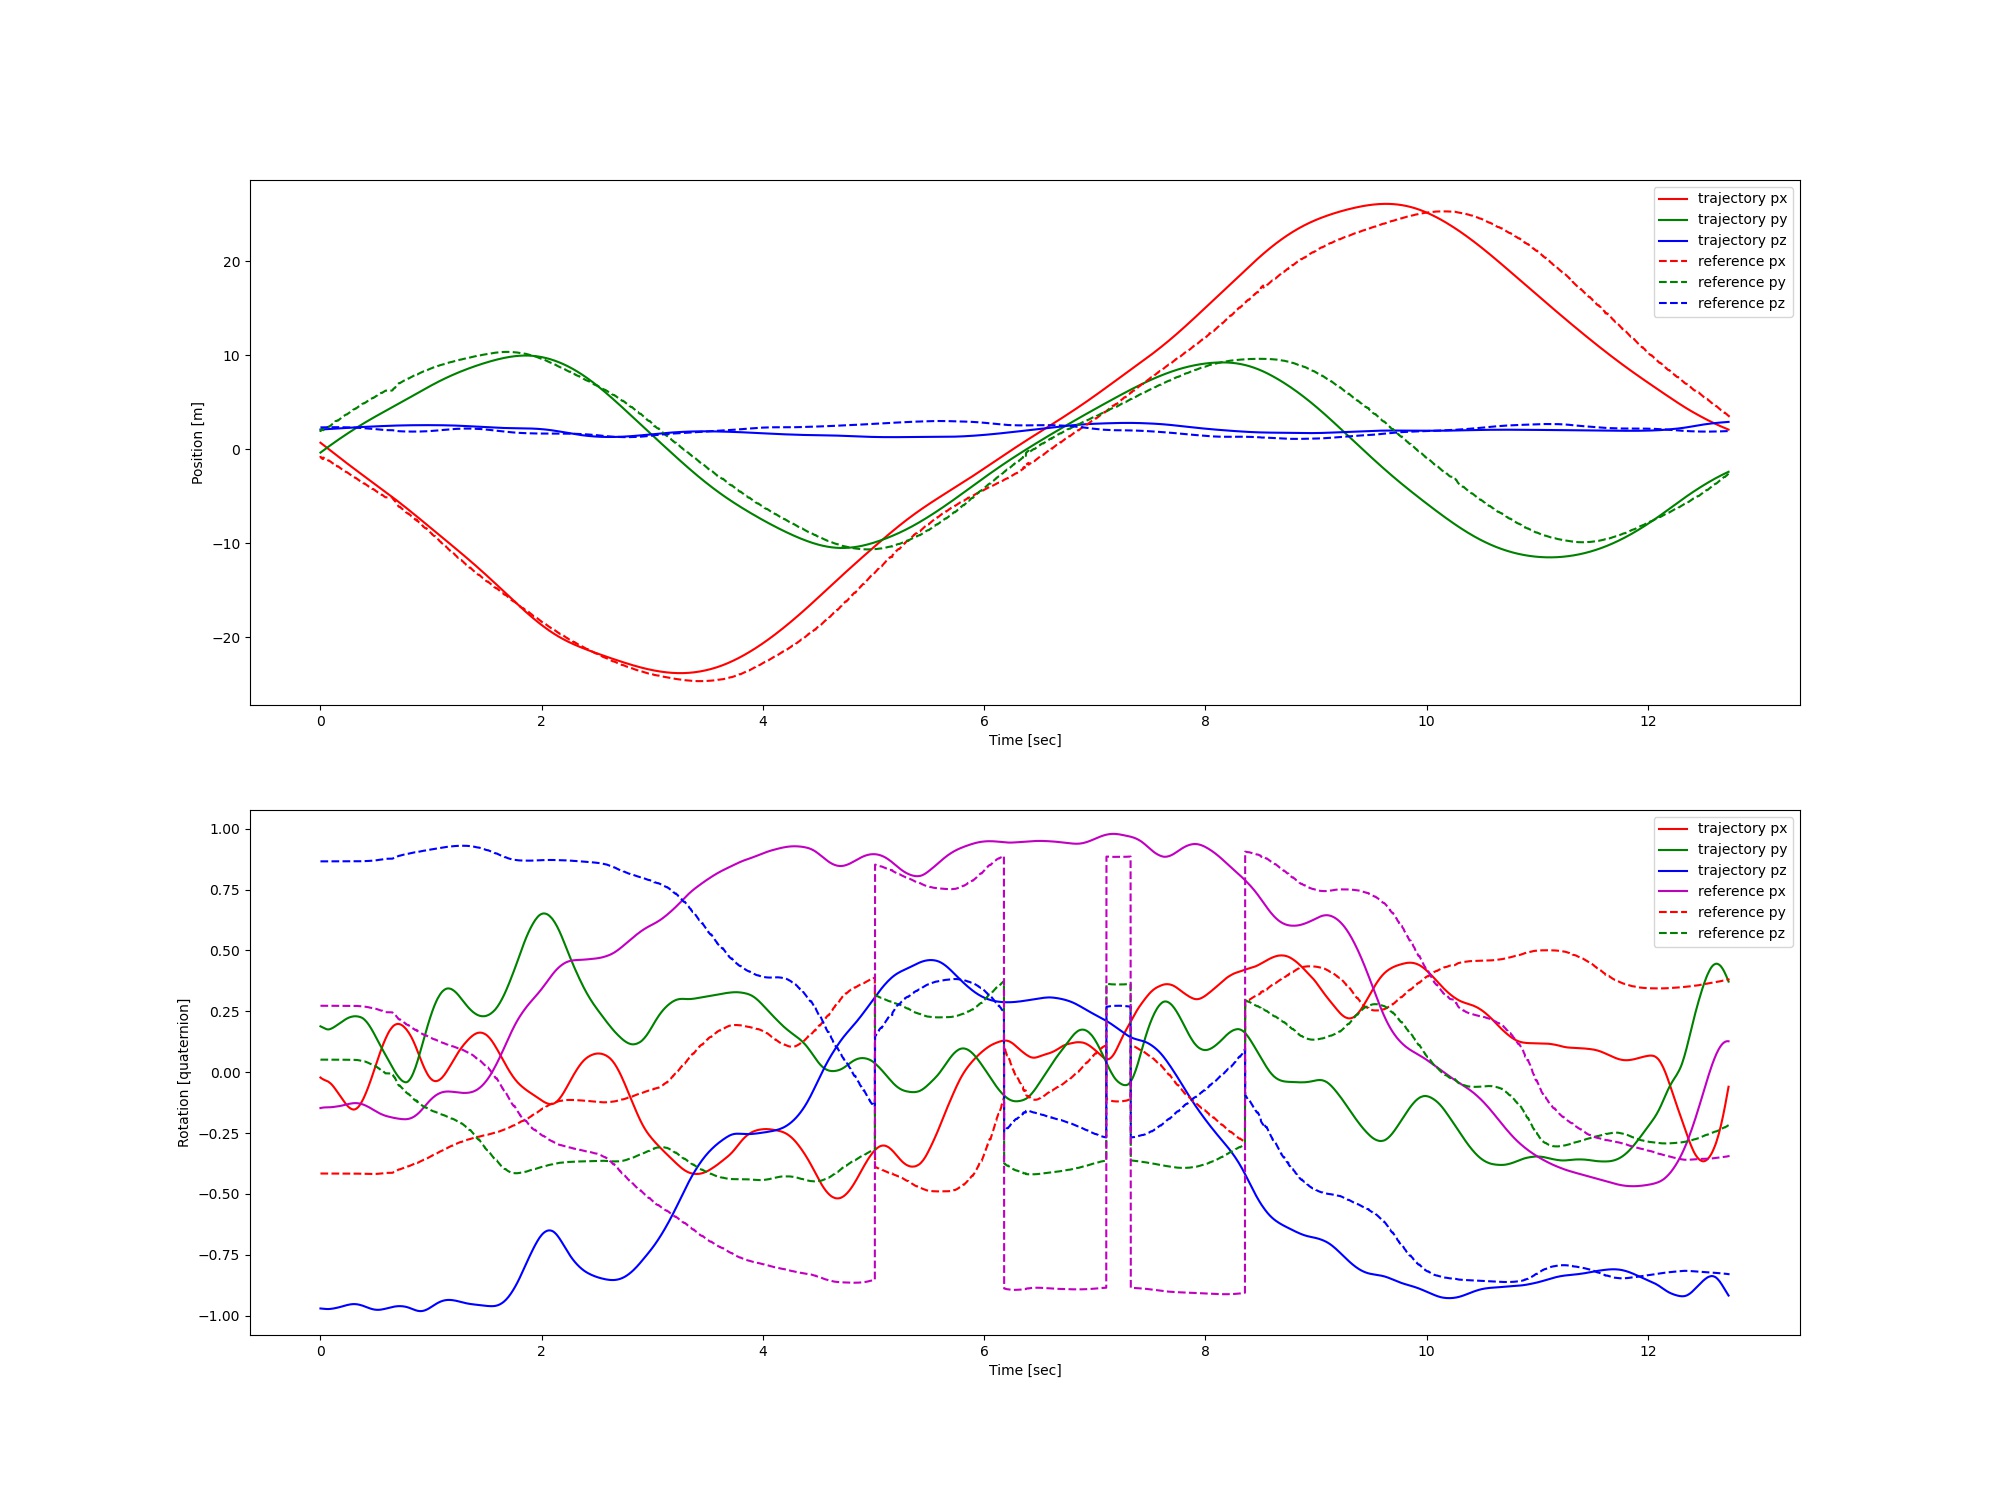 20
10
0
−10
−20
Position [m]
trajectory px
trajectory py
trajectory pz
reference px
reference py
reference pz
0 2 4 6 8 10 12
Time [sec]
1.00
0.75
0.50
0.25
0.00
−0.25
−0.50
−0.75
−1.00
Rotation [quaternion]
trajectory px
trajectory py
trajectory pz
reference px
reference py
reference pz
0 2 4 6 8 10 12
Time [sec]